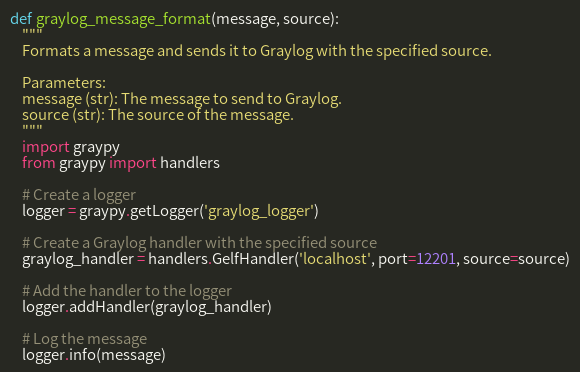 def graylog_message_format(message, source):
    """
    Formats a message and sends it to Graylog with the specified source.

    Parameters:
    message (str): The message to send to Graylog.
    source (str): The source of the message.
    """
    import graypy
    from graypy import handlers

    # Create a logger
    logger = graypy.getLogger('graylog_logger')

    # Create a Graylog handler with the specified source
    graylog_handler = handlers.GelfHandler('localhost', port=12201, source=source)

    # Add the handler to the logger
    logger.addHandler(graylog_handler)

    # Log the message
    logger.info(message)